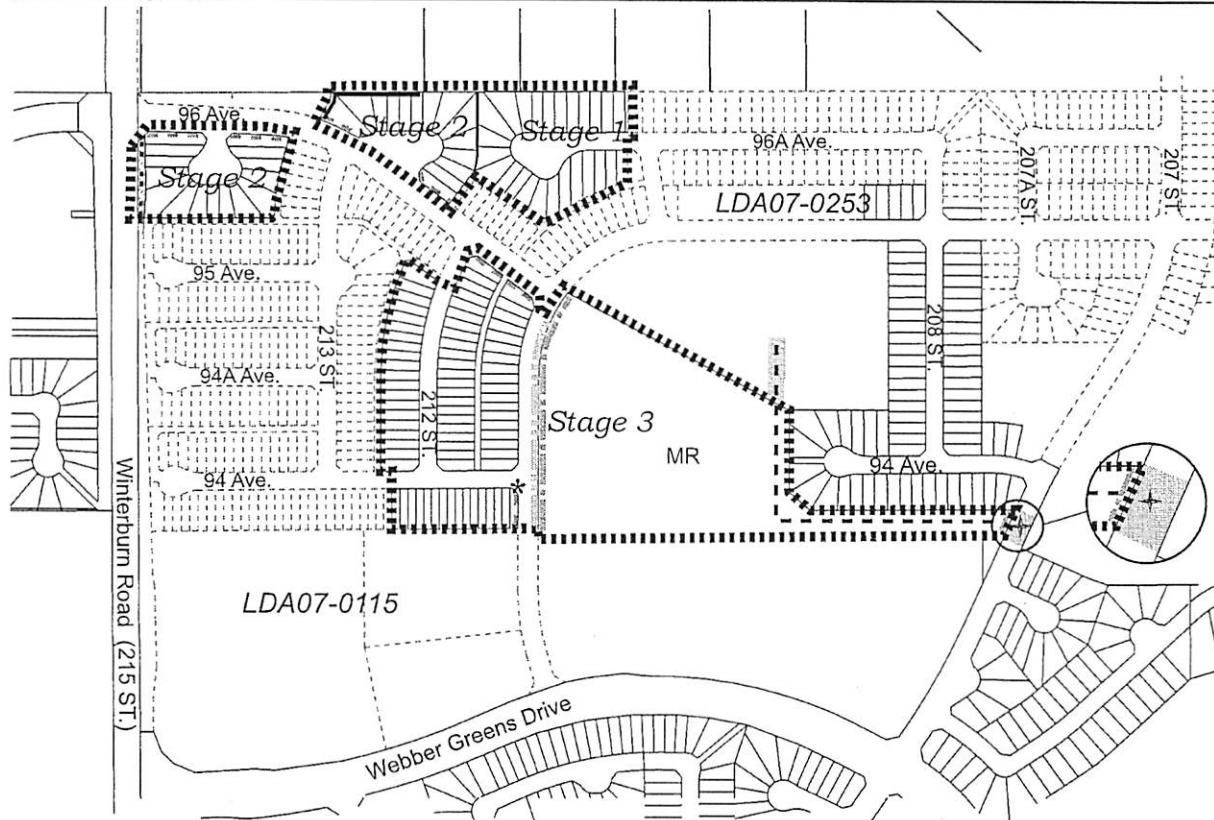 96 Ave.
Stage 2
Stage 1
Stage 2
96A Ave.
207A ST.
207 ST.
LDA07-0253
95 Ave.
213 ST.
94A Ave.
212 ST.
208 ST.
Stage 3
MR
94 Ave.
94 Ave.
*
Winterburn Road (215 ST.)
LDA07-0115
Webber Greens Drive